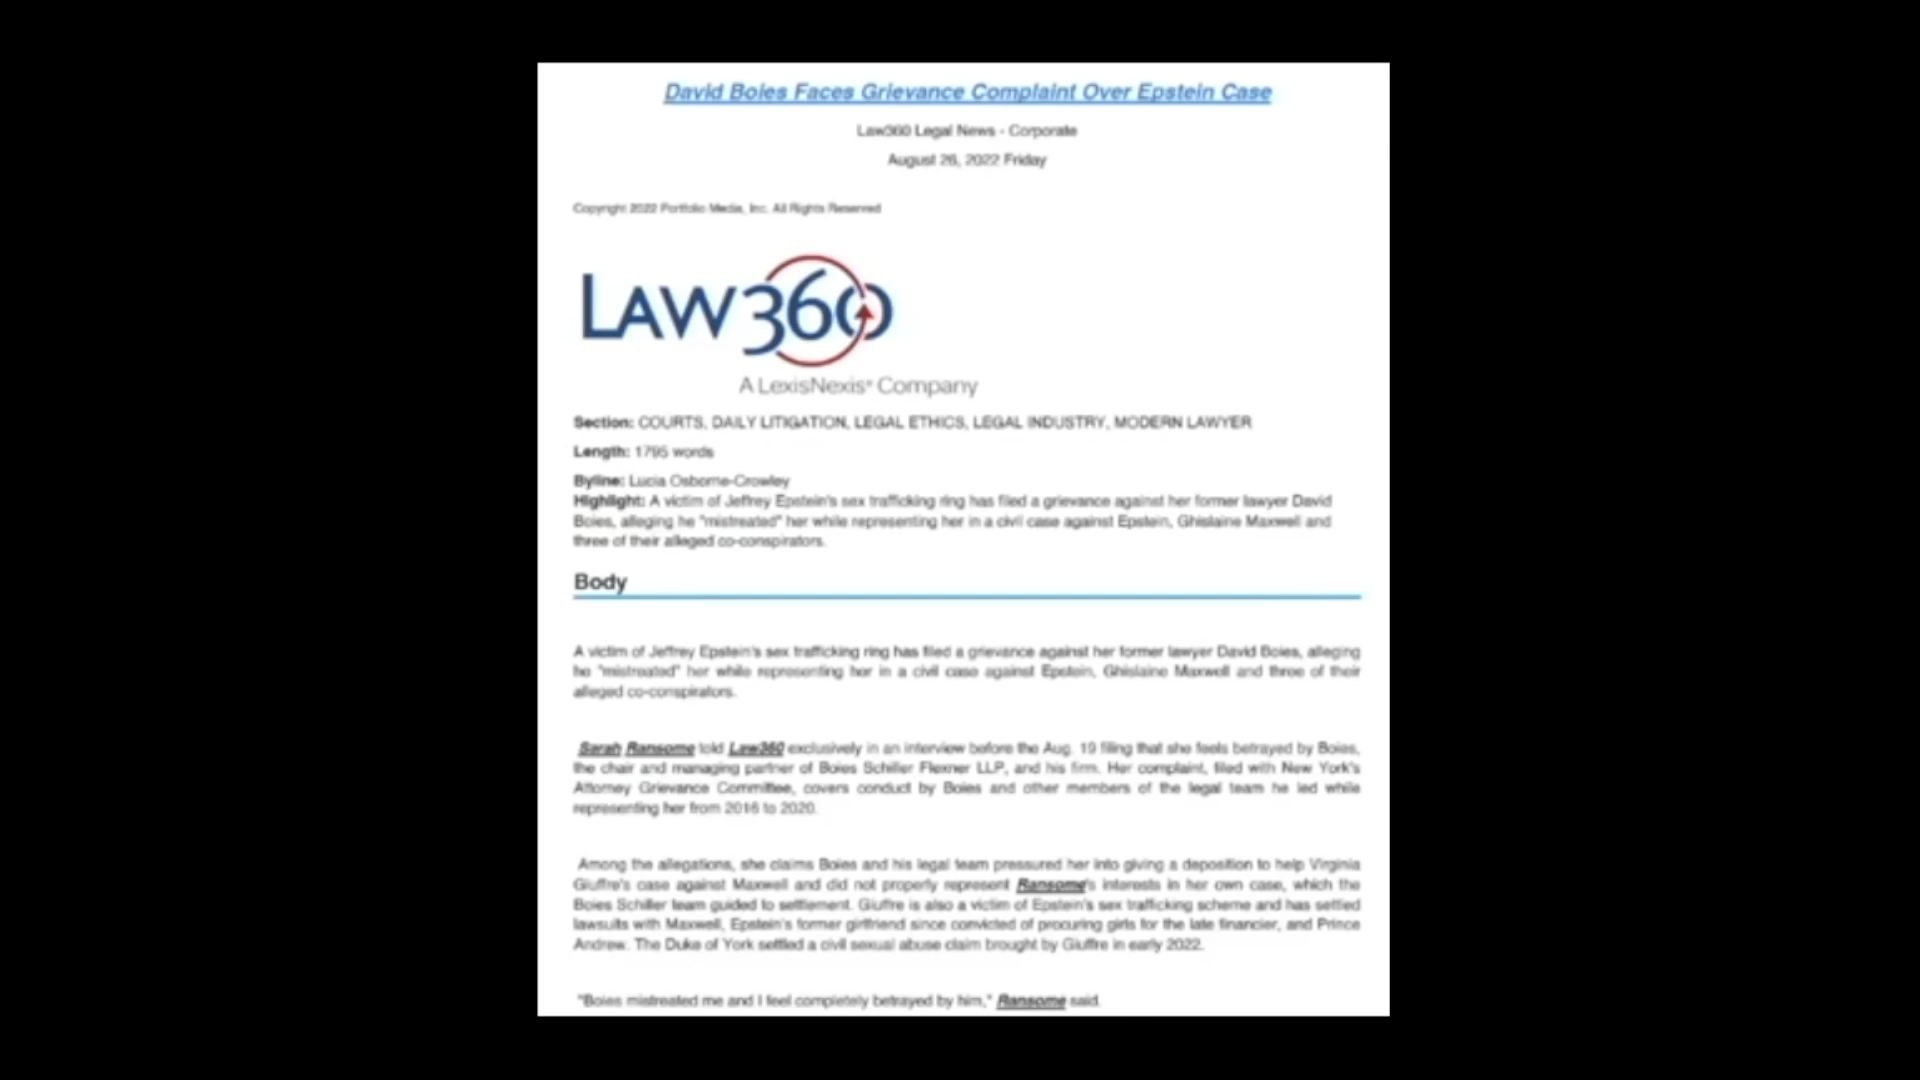 David Boies Faces Grievance Complaint Over Epstein Case
Law360 Legal News - Corporate
August 26, 2022 Friday
Copyright 2022 Portfolio Media, Inc. All Rights Reserved
LAW360
A LexisNexis® Company
Section: COURTS, DAILY LITIGATION, LEGAL ETHICS, LEGAL INDUSTRY, MODERN LAWYER
Length: 1795 words
Byline: Lucia Osborne-Crowley
Highlight: A victim of Jeffrey Epstein's sex trafficking ring has filed a grievance against her former lawyer David
Boies, alleging he "mistreated" her while representing her in a civil case against Epstein, Ghislaine Maxwell and
three of their alleged co-conspirators.
Body
A victim of Jeffrey Epstein's sex trafficking ring has filed a grievance against her former lawyer David Boies, alleging
he "mistreated" her while representing her in a civil case against Epstein, Ghislaine Maxwell and three of their
alleged co-conspirators.
Sarah Ransome told Law360 exclusively in an interview before the Aug. 19 filing that she feels betrayed by Boies,
the chair and managing partner of Boies Schiller Flexner LLP, and his firm. Her complaint, filed with New York's
Attorney Grievance Committee, covers conduct by Boies and other members of the legal team he led while
representing her from 2016 to 2020.
Among the allegations, she claims Boies and his legal team pressured her into giving a deposition to help Virginia
Giuffre's case against Maxwell and did not properly represent Ransome's interests in her own case, which the
Boies Schiller team guided to settlement. Giuffre is also a victim of Epstein's sex trafficking scheme and has settled
lawsuits with Maxwell, Epstein's former girlfriend since convicted of procuring girls for the late financier, and Prince
Andrew. The Duke of York settled a civil sexual abuse claim brought by Giuffre in early 2022.
"Boies mistreated me and I feel completely betrayed by him," Ransome said.